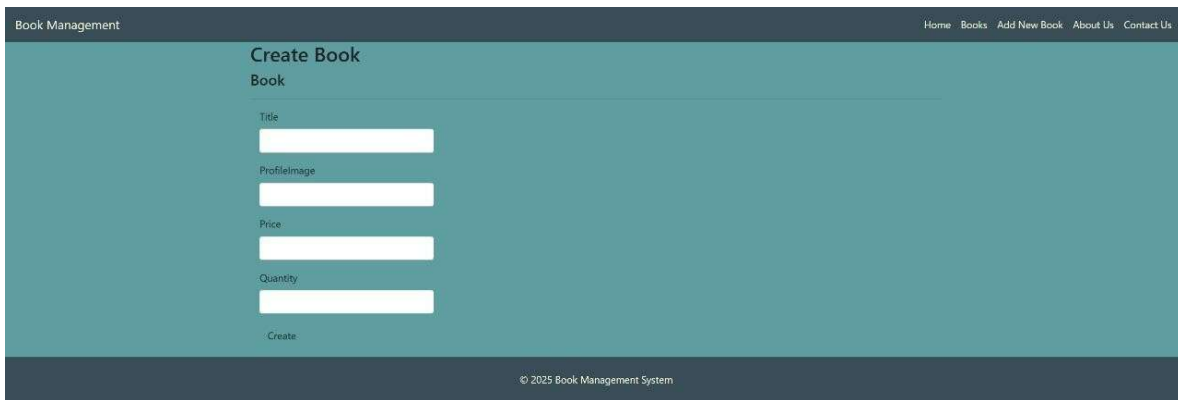 Book Management
Home Books Add New Book About Us Contact Us
Create Book
Book
Title
ProfileImage
Price
Quantity
Create
© 2025 Book Management System